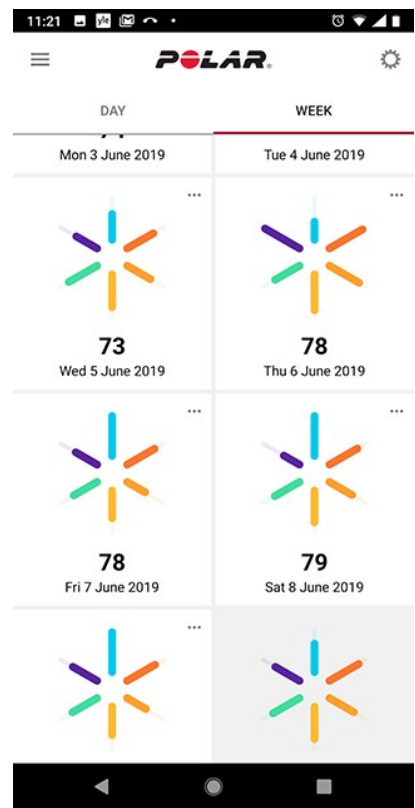 11:21 yle
POLAR
DAY WEEK
Mon 3 June 2019 Tue 4 June 2019
73 78
Wed 5 June 2019 Thu 6 June 2019
78 79
Fri 7 June 2019 Sat 8 June 2019